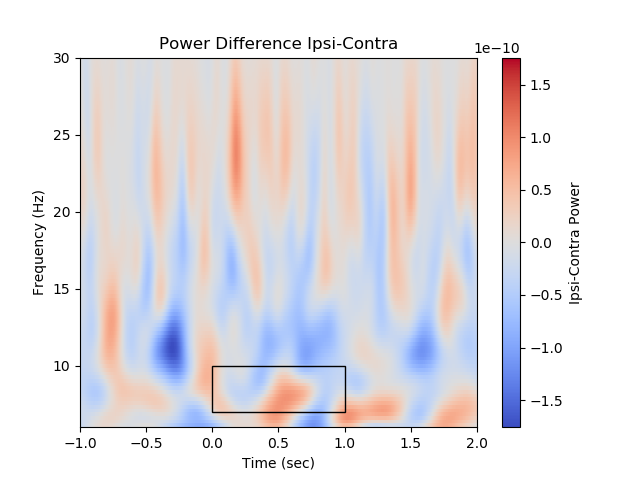 Power Difference Ipsi-Contra
1e−10
30
25
20
15
10
Frequency (Hz)
−1.0 −0.5 0.0 0.5 1.0 1.5 2.0
Time (sec)
1.5
1.0
0.5
0.0
−0.5
−1.0
−1.5
Ipsi-Contra Power